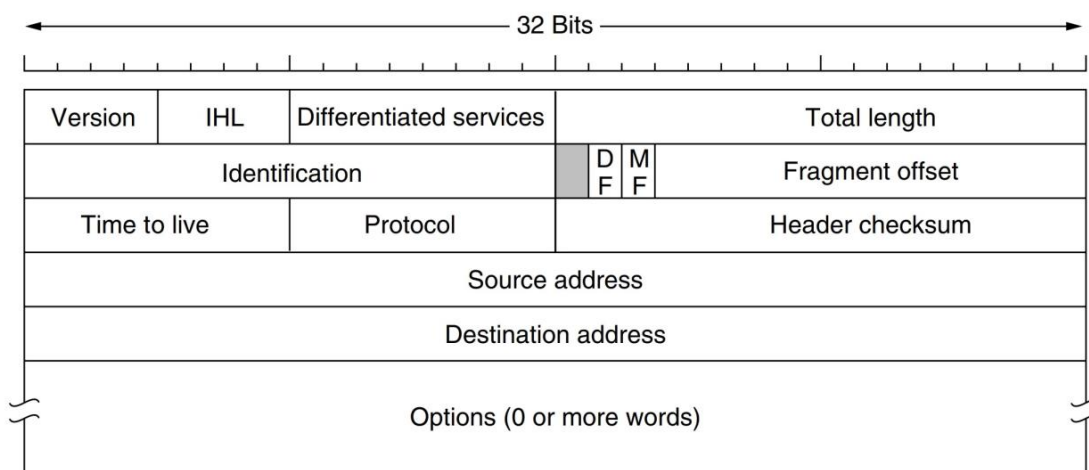 32 Bits
Version IHL Differentiated services Total length
Identification D F M F Fragment offset
Time to live Protocol Header checksum
Source address
Destination address
Options (0 or more words)